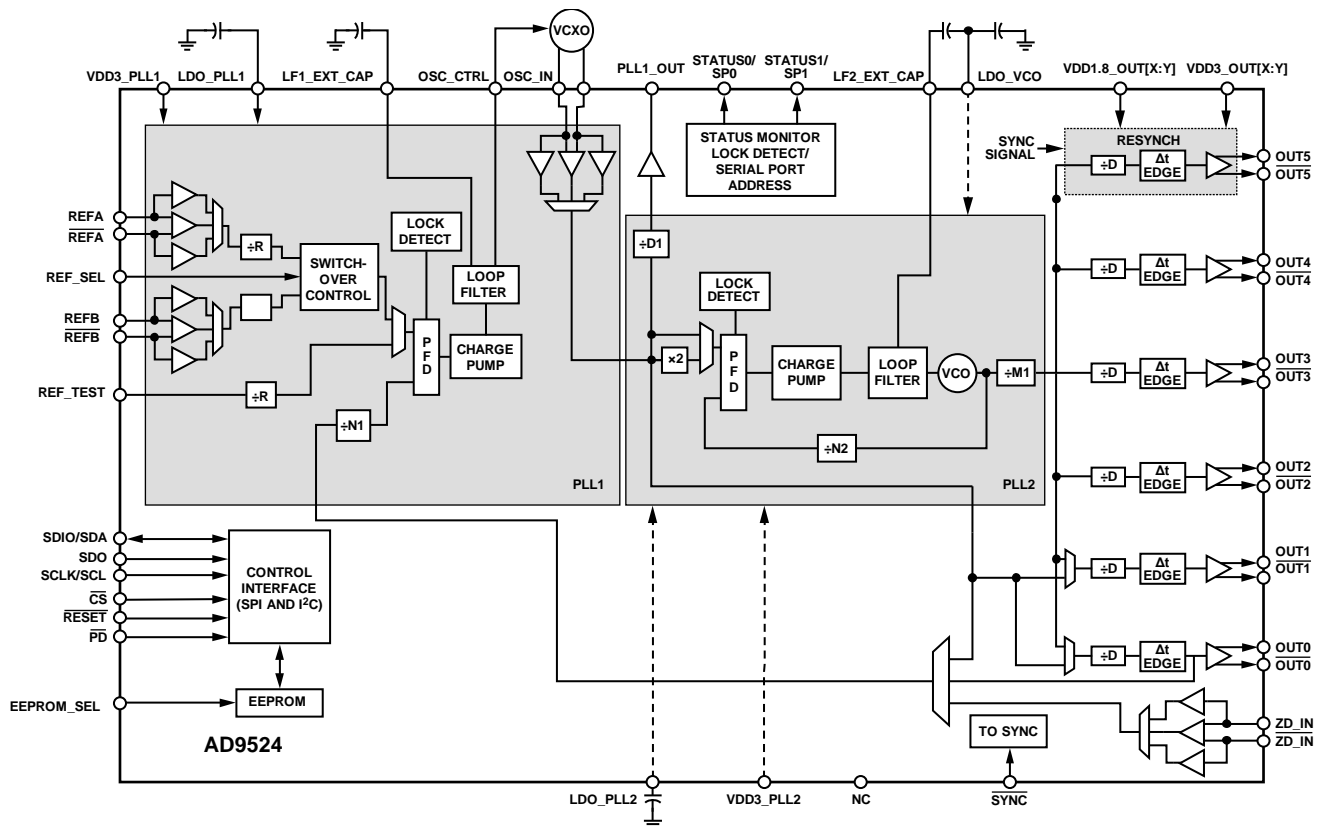 VCXO
VDD3_PLL1
LDO_PLL1
LF1_EXT_CAP
OSC_CTRL
OSC_IN
PLL1_OUT
STATUS0/
SP0
STATUS1/
SP1
LF2_EXT_CAP
LDO_VCO
VDD1.8_OUT[X:Y]
VDD3_OUT[X:Y]
STATUS MONITOR
LOCK DETECT/
SERIAL PORT
ADDRESS
SYNC
SIGNAL
RESYNCH
÷D
Δt
EDGE
OUT5
OUT5
REFA
REFA
÷R
LOCK
DETECT
SWITCH-
OVER
CONTROL
LOOP
FILTER
REF_SEL
REFB
REFB
PFD
CHARGE
PUMP
REF_TEST
÷R
÷N1
PLL1
÷D1
LOCK
DETECT
×2
PFD
CHARGE
PUMP
LOOP
FILTER
VCO
÷M1
÷N2
PLL2
÷D
Δt
EDGE
OUT4
OUT4
÷D
Δt
EDGE
OUT3
OUT3
÷D
Δt
EDGE
OUT2
OUT2
÷D
Δt
EDGE
OUT1
OUT1
÷D
Δt
EDGE
OUT0
OUT0
SDIO/SDA
SDO
SCLK/SCL
CS
RESET
PD
CONTROL
INTERFACE
(SPI AND I²C)
EEPROM_SEL
EEPROM
AD9524
TO SYNC
ZD_IN
ZD_IN
LDO_PLL2
VDD3_PLL2
NC
SYNC